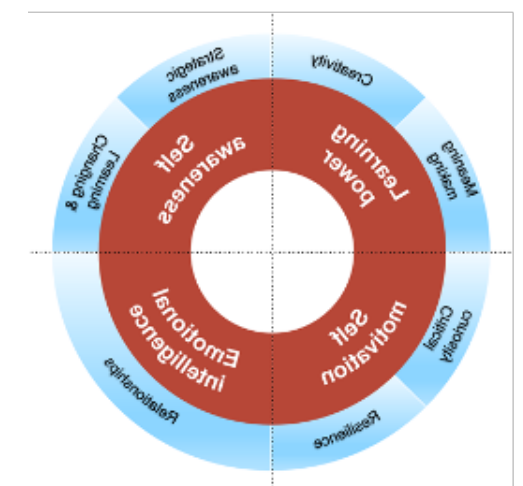 Strategic
awareness
Creativity
Changing &
Learning
Self
awareness
Learning
power
Meaning
making
Emotional
intelligence
Self
motivation
Critical
curiosity
Relationships
Resilience